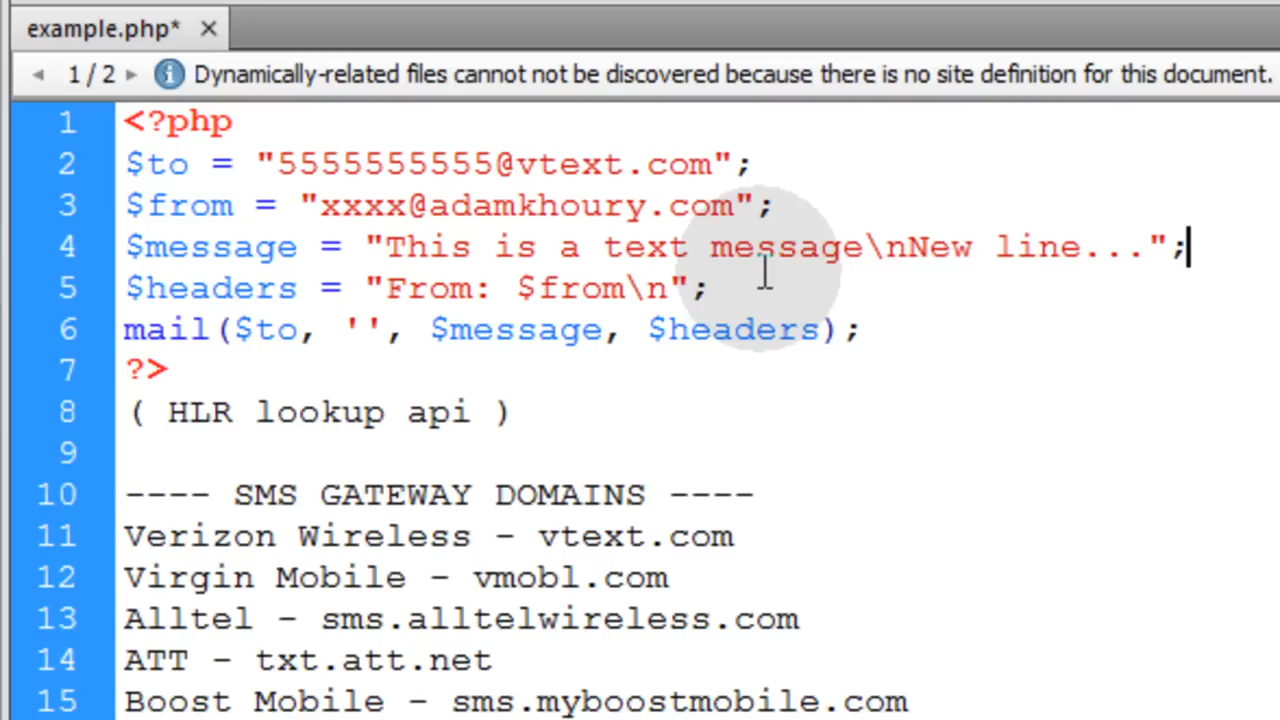 example.php*
1 / 2 Dynamically-related files cannot not be discovered because there is no site definition for this document.
1 <?php
2 $to = "5555555555@vtext.com";
3 $from = "xxxx@adamkhoury.com";
4 $message = "This is a text message\nNew line...";
5 $headers = "From: $from\n";
6 mail($to, '', $message, $headers);
7 ?>
8 ( HLR lookup api )
9
10 ---- SMS GATEWAY DOMAINS ----
11 Verizon Wireless - vtext.com
12 Virgin Mobile - vmobl.com
13 Alltel - sms.alltelwireless.com
14 ATT - txt.att.net
15 Boost Mobile - sms.myboostmobile.com